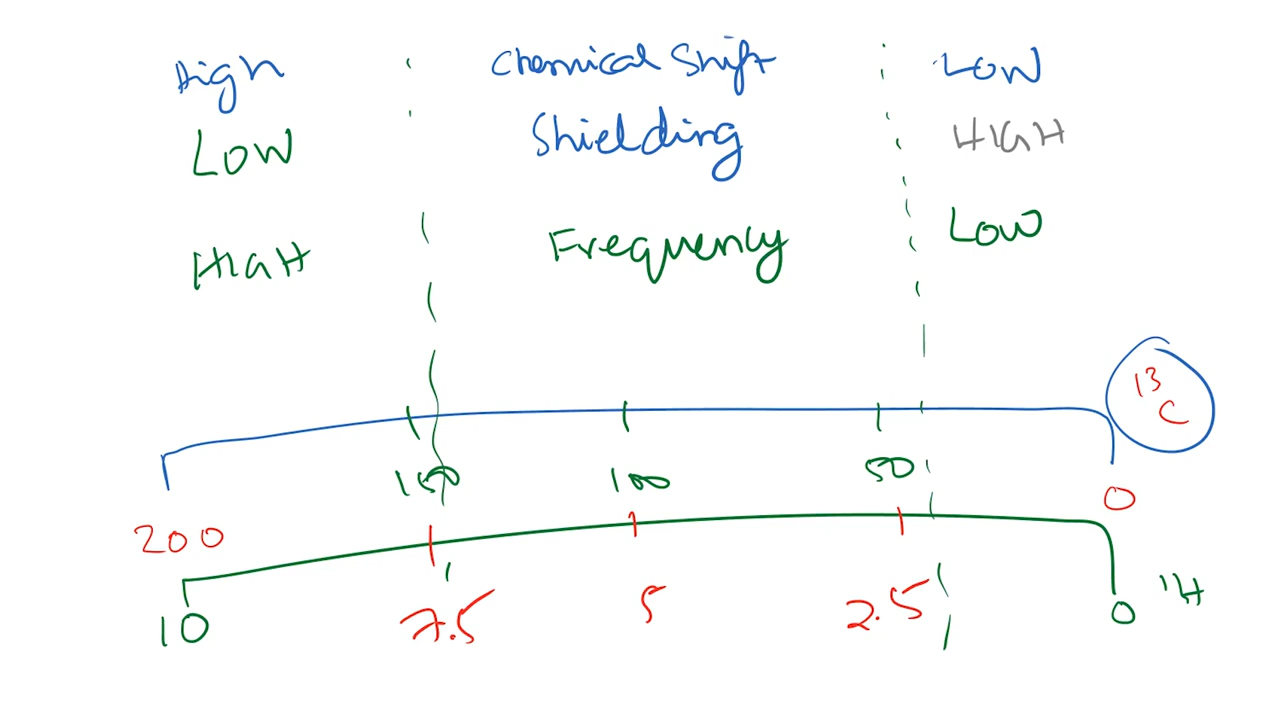 High Chemical Shift Low
LOW Shielding HIGH
HIGH Frequency LOW
13
C
150 100 50 0
200
10 7.5 5 2.5 0 1H